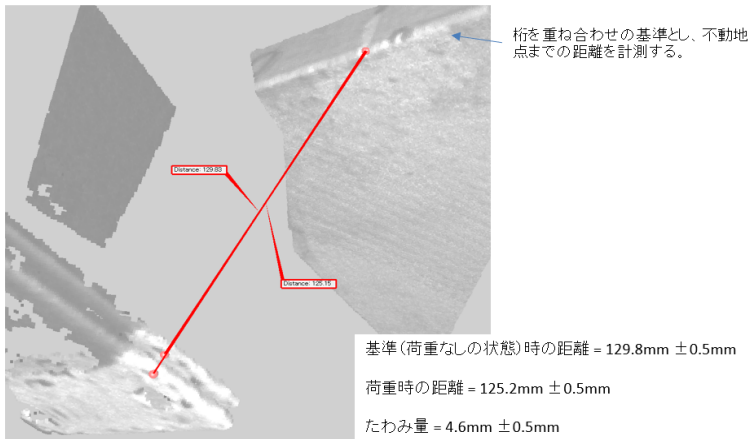 桁を重ね合わせの基準とし、不動地
点までの距離を計測する。
Distance: 129.83
Distance: 125.15
基準（荷重なしの状態）時の距離 = 129.8mm ±0.5mm
荷重時の距離 = 125.2mm ±0.5mm
たわみ量 = 4.6mm ±0.5mm